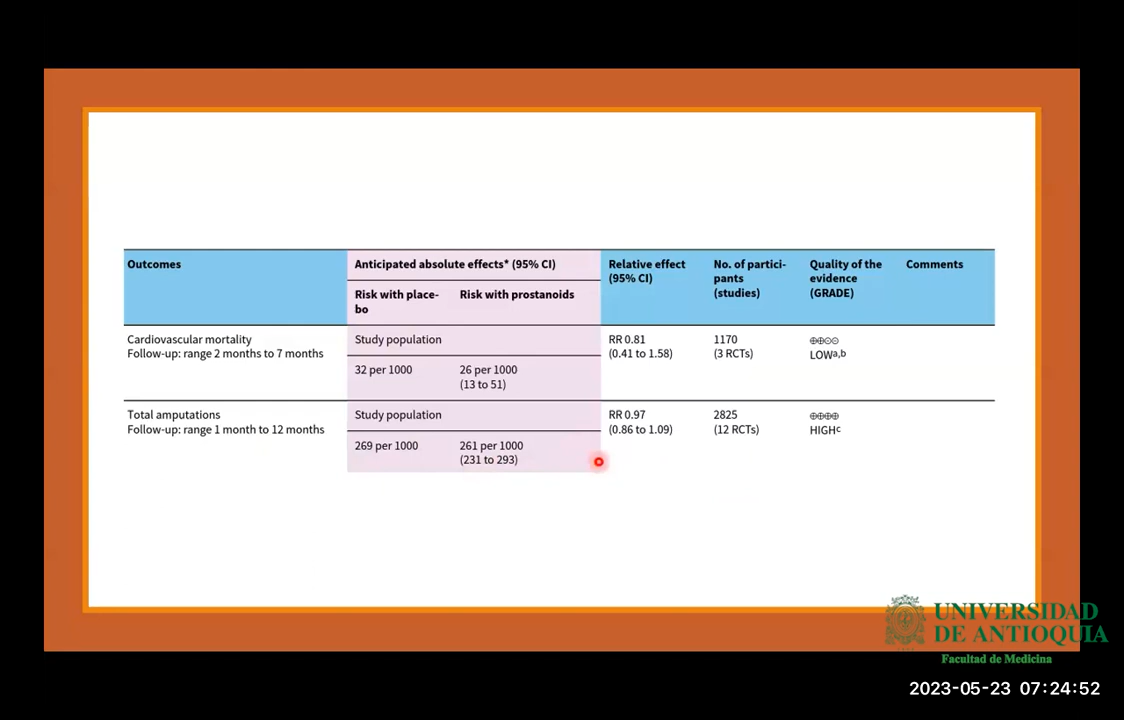 Outcomes
Anticipated absolute effects* (95% CI)
Relative effect
(95% CI)
No. of partici-
pants
(studies)
Quality of the
evidence
(GRADE)
Comments
Risk with place-
bo
Risk with prostanoids
Cardiovascular mortality
Follow-up: range 2 months to 7 months
Study population
32 per 1000
26 per 1000
(13 to 51)
RR 0.81
(0.41 to 1.58)
1170
(3 RCTs)
⊕⊕⊝⊝
LOWa,b
Total amputations
Follow-up: range 1 month to 12 months
Study population
269 per 1000
261 per 1000
(231 to 293)
RR 0.97
(0.86 to 1.09)
2825
(12 RCTs)
⊕⊕⊕⊕
HIGHc
UNIVERSIDAD
DE ANTIOQUIA
Facultad de Medicina
2023-05-23 07:24:52